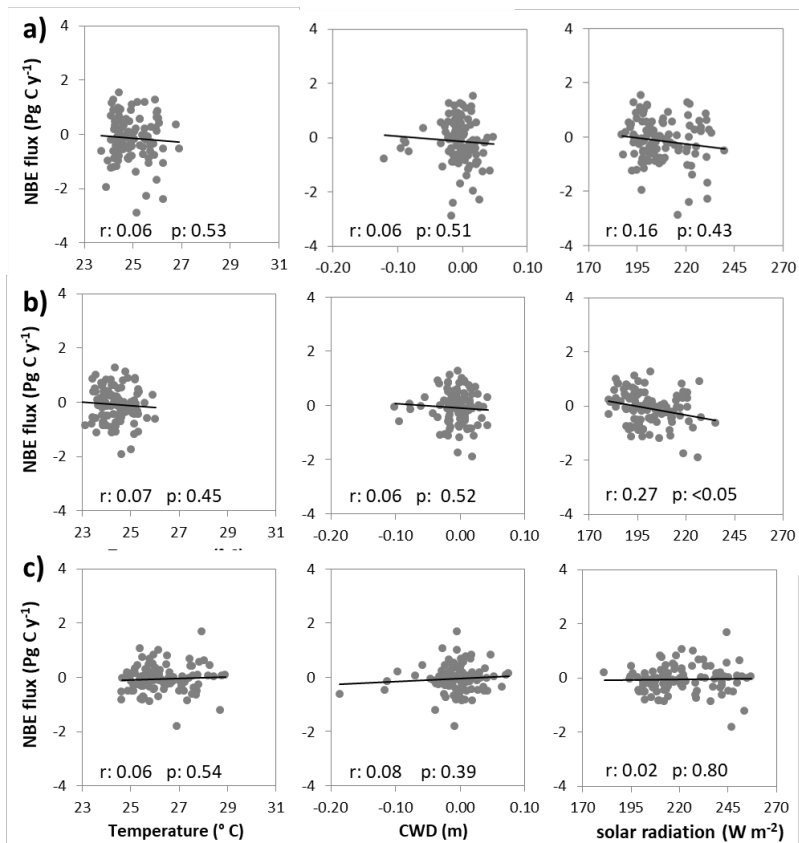 a)
NBE flux (Pg C y⁻¹)
4
2
0
-2
-4
r: 0.06 p: 0.53
23 25 27 29 31
4
2
0
-2
-4
r: 0.06 p: 0.51
-0.20 -0.10 0.00 0.10
4
2
0
-2
-4
r: 0.16 p: 0.43
170 195 220 245 270
b)
NBE flux (Pg C y⁻¹)
4
2
0
-2
-4
r: 0.07 p: 0.45
23 25 27 29 31
4
2
0
-2
-4
r: 0.06 p: 0.52
-0.20 -0.10 0.00 0.10
4
2
0
-2
-4
r: 0.27 p: <0.05
170 195 220 245 270
c)
NBE flux (Pg C y⁻¹)
4
2
0
-2
-4
r: 0.06 p: 0.54
23 25 27 29 31
Temperature (° C)
4
2
0
-2
-4
r: 0.08 p: 0.39
-0.20 -0.10 0.00 0.10
CWD (m)
4
2
0
-2
-4
r: 0.02 p: 0.80
170 195 220 245 270
solar radiation (W m⁻²)